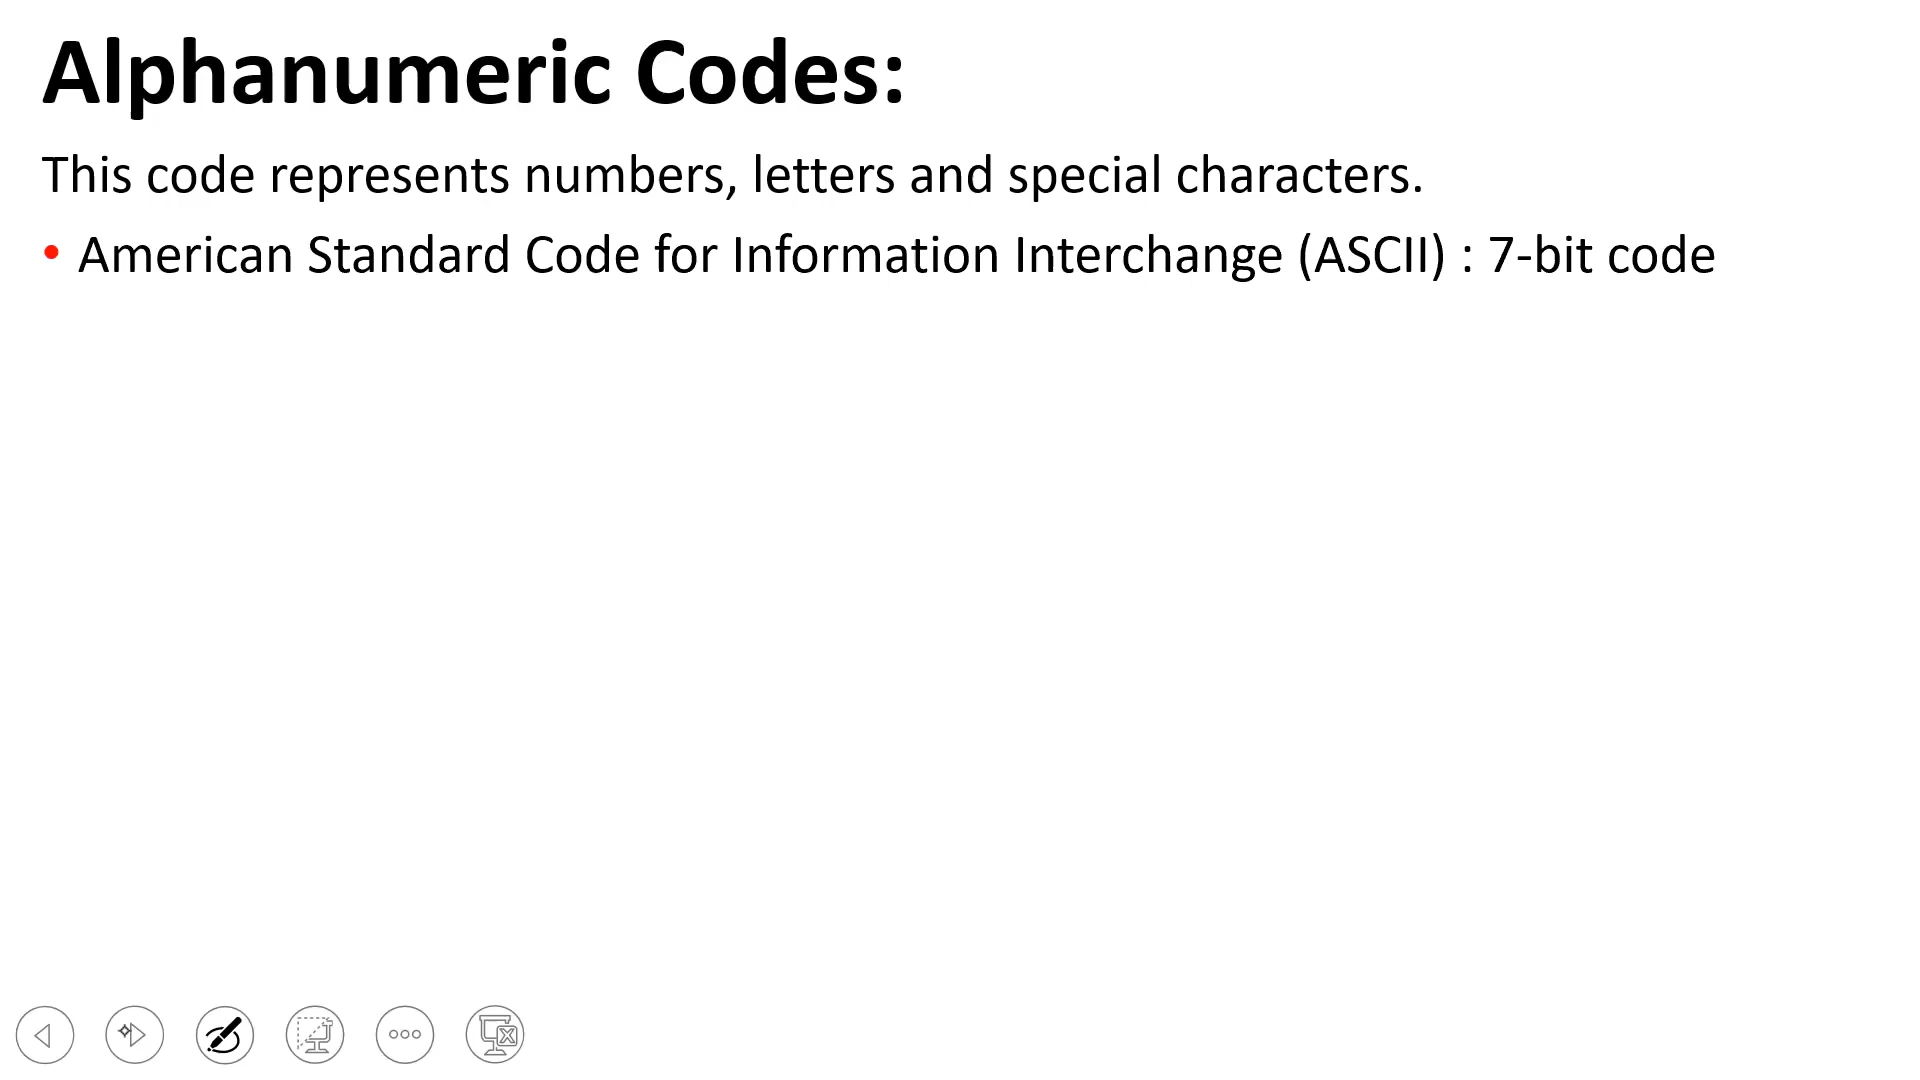 Alphanumeric Codes:
This code represents numbers, letters and special characters.
• American Standard Code for Information Interchange (ASCII) : 7-bit code